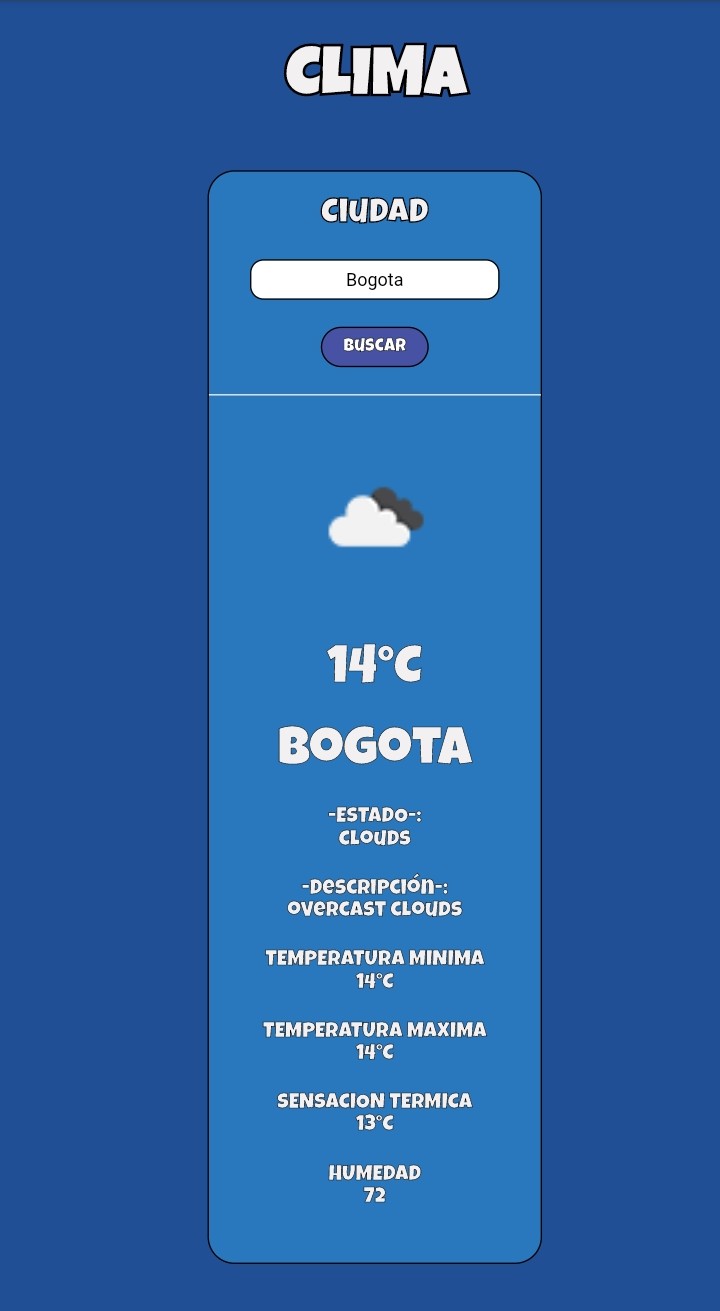 CLIMA
CIUDAD
Bogota
BUSCAR
14°C
BOGOTA
-ESTADO-:
CLOUDS
-DESCRIPCIÓN-:
OVERCAST CLOUDS
TEMPERATURA MINIMA
14°C
TEMPERATURA MAXIMA
14°C
SENSACION TERMICA
13°C
HUMEDAD
72